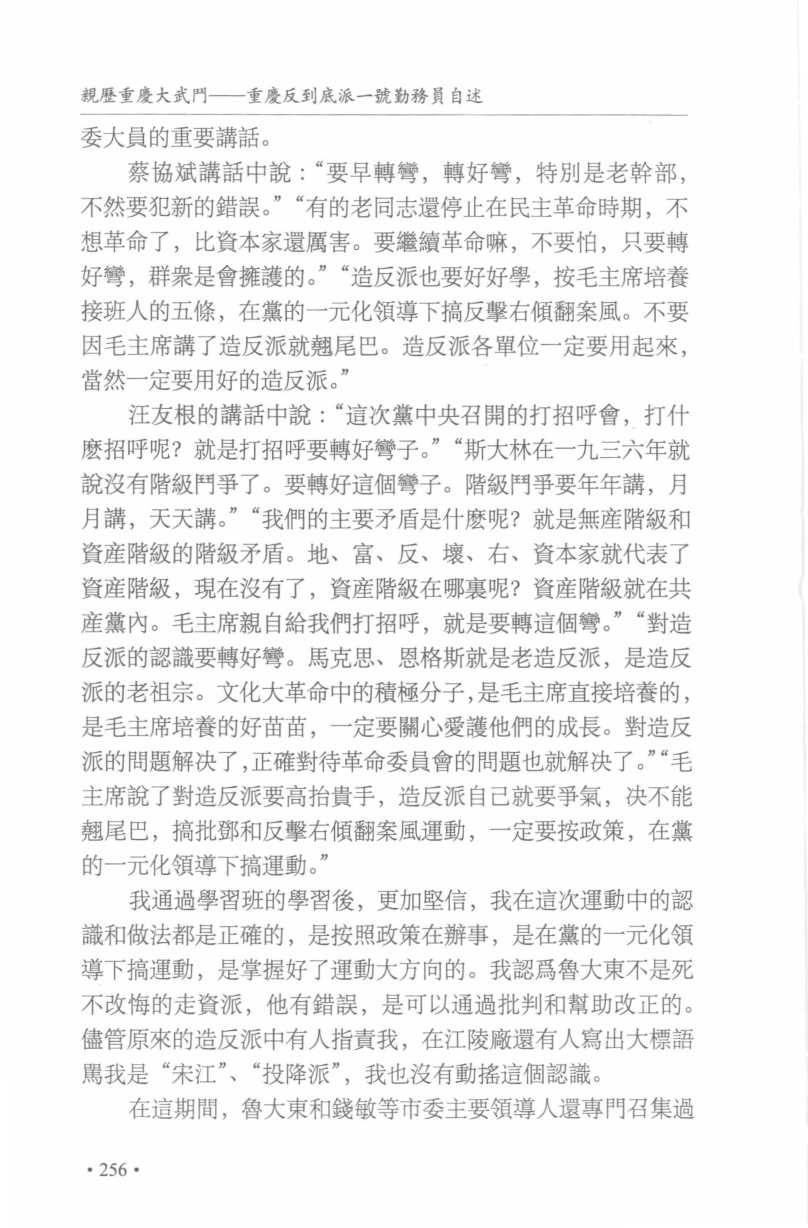 親歷重慶大武鬥——重慶反到底派一號勤務員自述
委大員的重要講話。
蔡協斌講話中說：“要早轉彎，轉好彎，特別是老幹部，
不然要犯新的錯誤。”“有的老同志還停止在民主革命時期，不
想革命了，比資本家還厲害。要繼續革命嘛，不要怕，只要轉
好彎，群衆是會擁護的。”“造反派也要好好學，按毛主席培養
接班人的五條，在黨的一元化領導下搞反擊右傾翻案風。不要
因毛主席講了造反派就翹尾巴。造反派各單位一定要用起來，
當然一定要用好的造反派。”
汪友根的講話中說：“這次黨中央召開的打招呼會，打什
麽招呼呢？就是打招呼要轉好彎子。”“斯大林在一九三六年就
說沒有階級鬥爭了。要轉好這個彎子。階級鬥爭要年年講，月
月講，天天講。”“我們的主要矛盾是什麽呢？就是無産階級和
資産階級的階級矛盾。地、富、反、壞、右、資本家就代表了
資産階級，現在沒有了，資産階級在哪裏呢？資産階級就在共
産黨內。毛主席親自給我們打招呼，就是要轉這個彎。”“對造
反派的認識要轉好彎。馬克思、恩格斯就是老造反派，是造反
派的老祖宗。文化大革命中的積極分子，是毛主席直接培養的，
是毛主席培養的好苗苗，一定要關心愛護他們的成長。對造反
派的問題解决了，正確對待革命委員會的問題也就解决了。”“毛
主席說了對造反派要高抬貴手，造反派自己就要爭氣，决不能
翹尾巴，搞批鄧和反擊右傾翻案風運動，一定要按政策，在黨
的一元化領導下搞運動。”
我通過學習班的學習後，更加堅信，我在這次運動中的認
識和做法都是正確的，是按照政策在辦事，是在黨的一元化領
導下搞運動，是掌握好了運動大方向的。我認爲魯大東不是死
不改悔的走資派，他有錯誤，是可以通過批判和幫助改正的。
儘管原來的造反派中有人指責我，在江陵廠還有人寫出大標語
駡我是“宋江”、“投降派”，我也沒有動搖這個認識。
在這期間，魯大東和錢敏等市委主要領導人還專門召集過
·256·